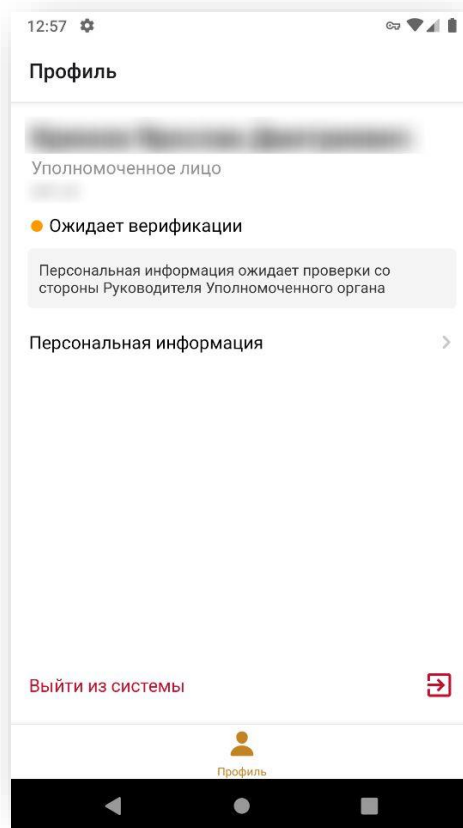 12:57
Профиль
Уполномоченное лицо
Ожидает верификации
Персональная информация ожидает проверки со
стороны Руководителя Уполномоченного органа
Персональная информация
Выйти из системы
Профиль